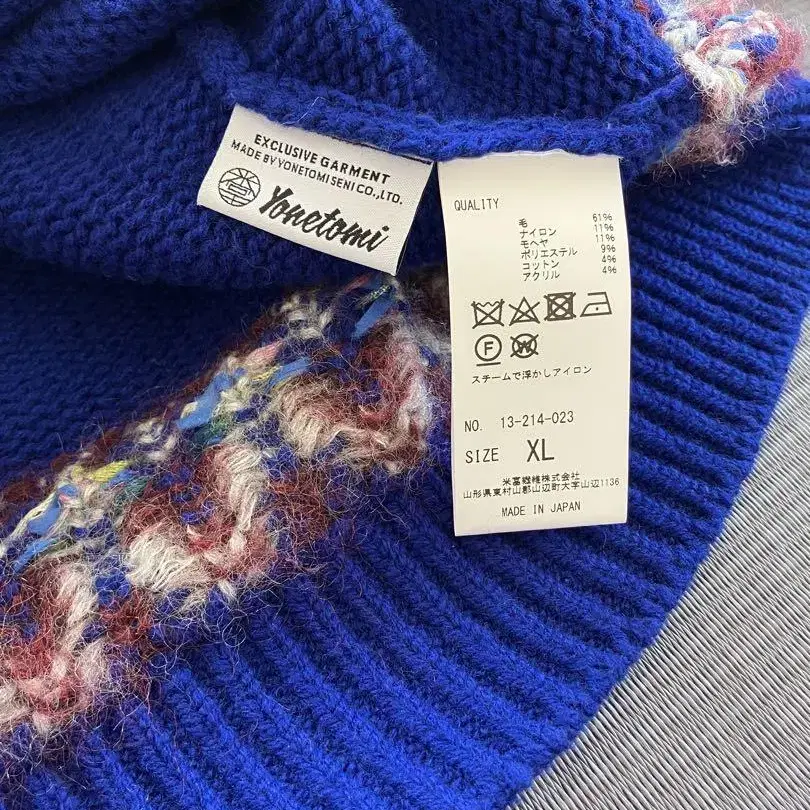 EXCLUSIVE GARMENT
MADE BY YONETOMI SENI CO., LTD.
Yonetomi
QUALITY
毛 61%
ナイロン 11%
モヘヤ 11%
ポリエステル 9%
コットン 4%
アクリル 4%
F
W
スチームで浮かしアイロン
NO. 13-214-023
SIZE XL
米富繊維株式会社
山形県東村山郡山辺町大字山辺1136
MADE IN JAPAN